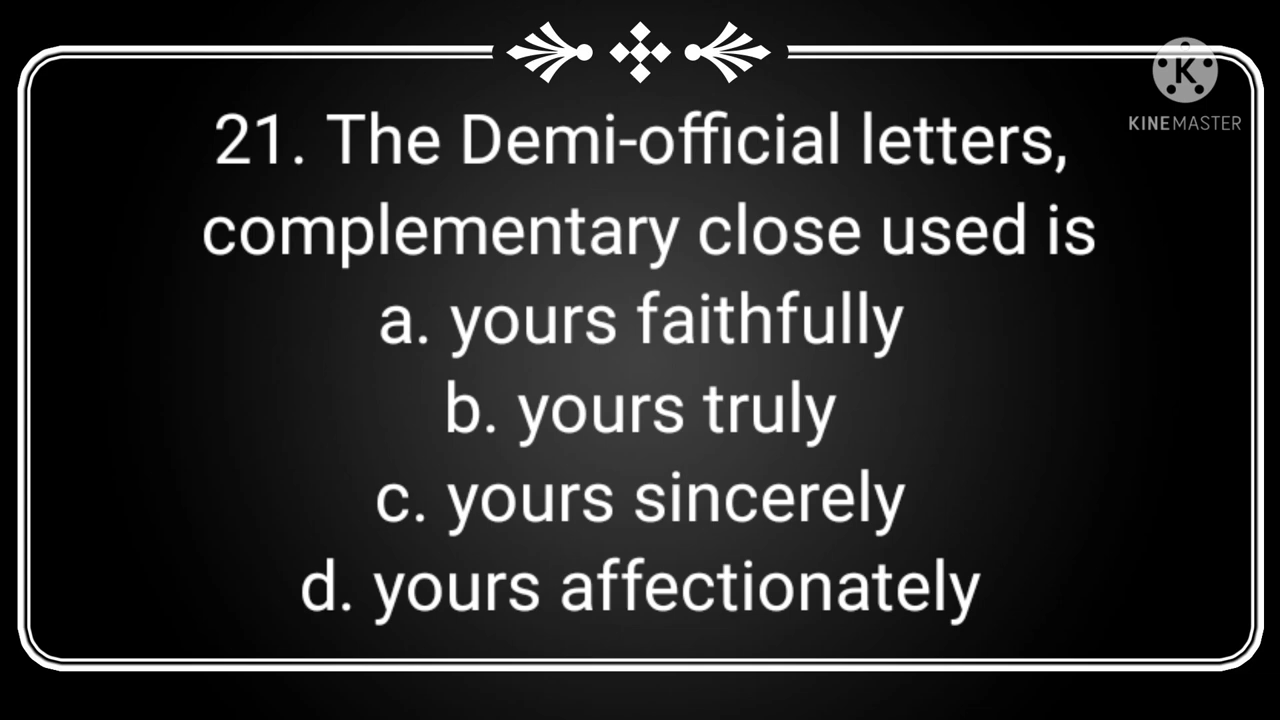 21. The Demi-official letters,
complementary close used is
a. yours faithfully
b. yours truly
c. yours sincerely
d. yours affectionately
K
KINEMASTER